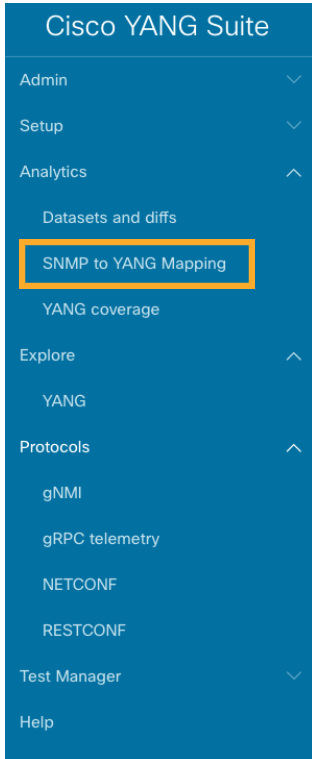 Cisco YANG Suite
Admin
Setup
Analytics
Datasets and diffs
SNMP to YANG Mapping
YANG coverage
Explore
YANG
Protocols
gNMI
gRPC telemetry
NETCONF
RESTCONF
Test Manager
Help